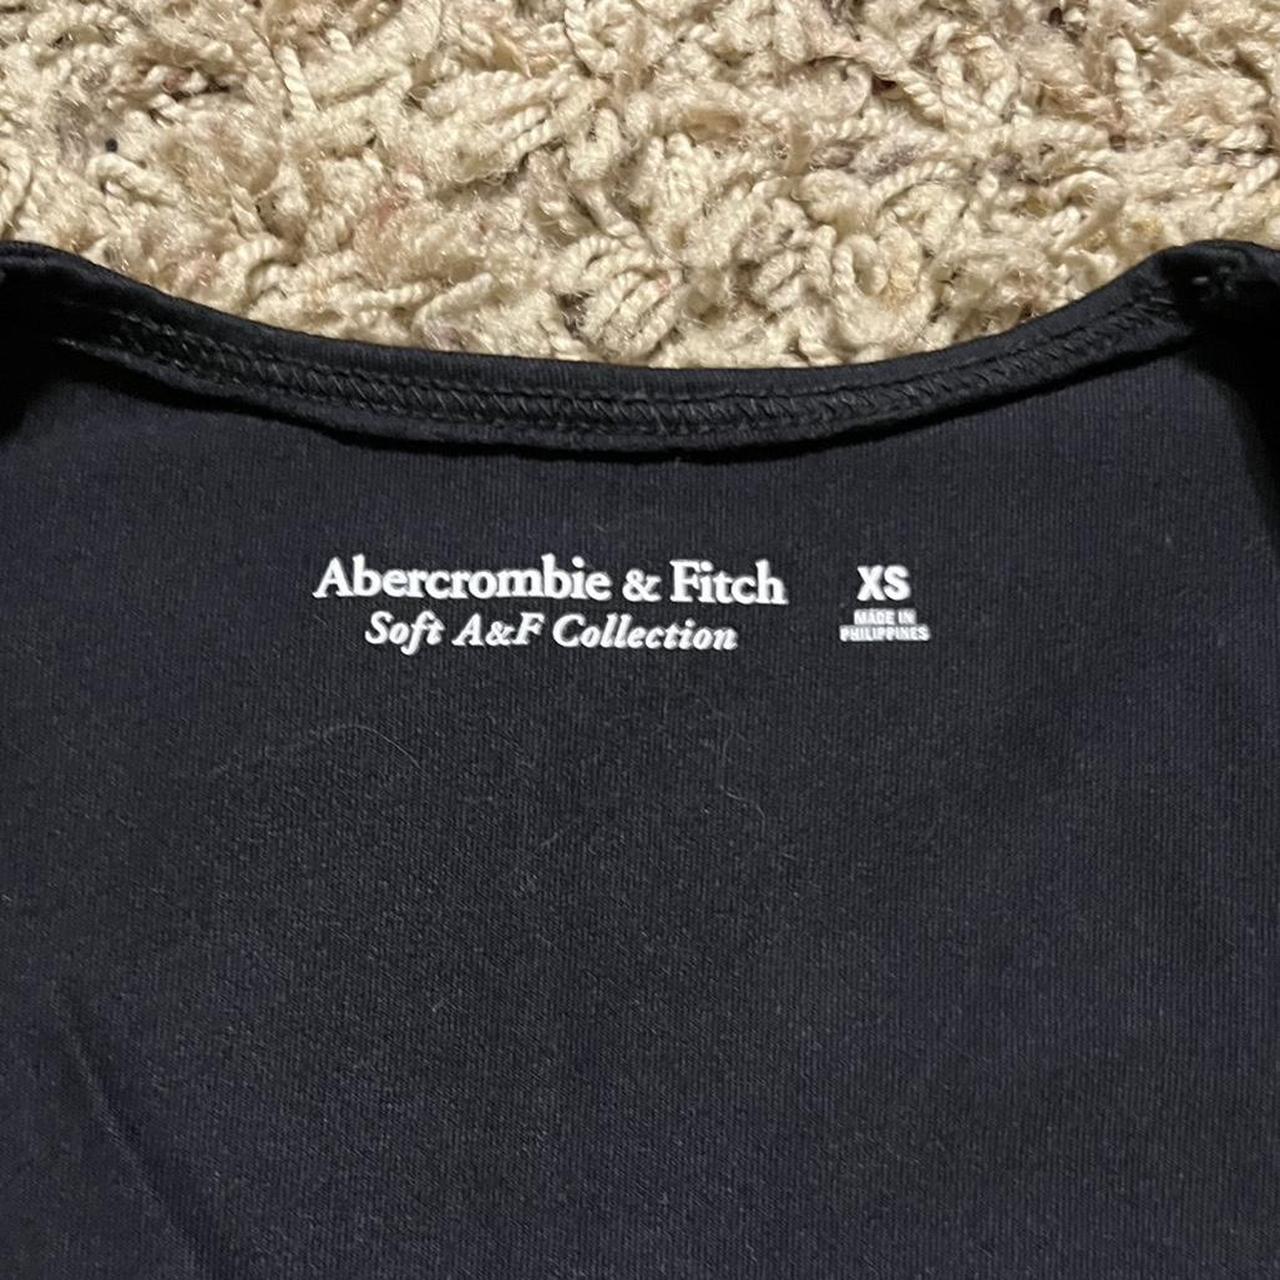 Abercrombie & Fitch
Soft A&F Collection
XS
MADE IN
PHILIPPINES